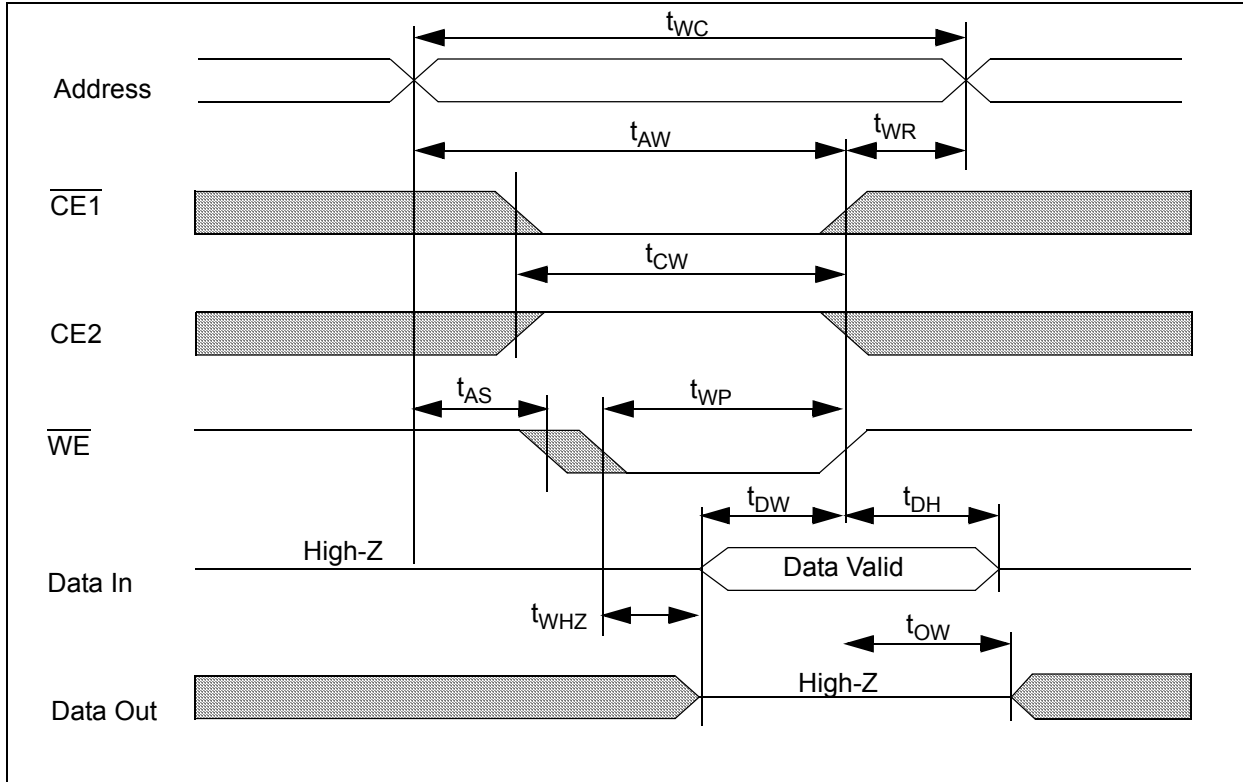 tWC
Address
tAW
tWR
CE1
tCW
CE2
tAS
tWP
WE
tDW
tDH
High-Z
Data Valid
Data In
tWHZ
tOW
High-Z
Data Out